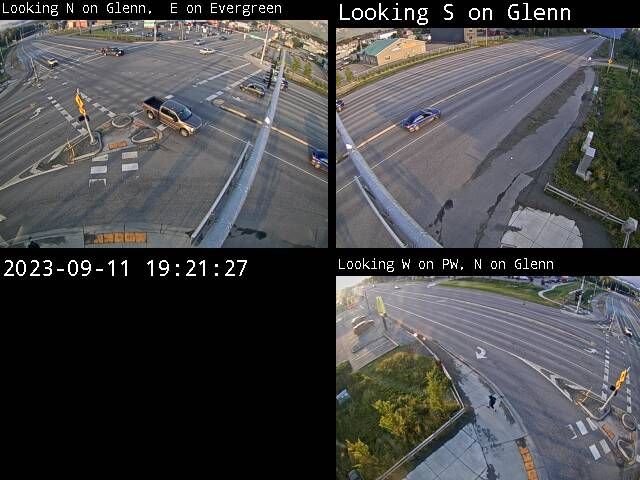 Looking N on Glenn, E on Evergreen
Looking S on Glenn
2023-09-11 19:21:27
Looking W on PW, N on Glenn